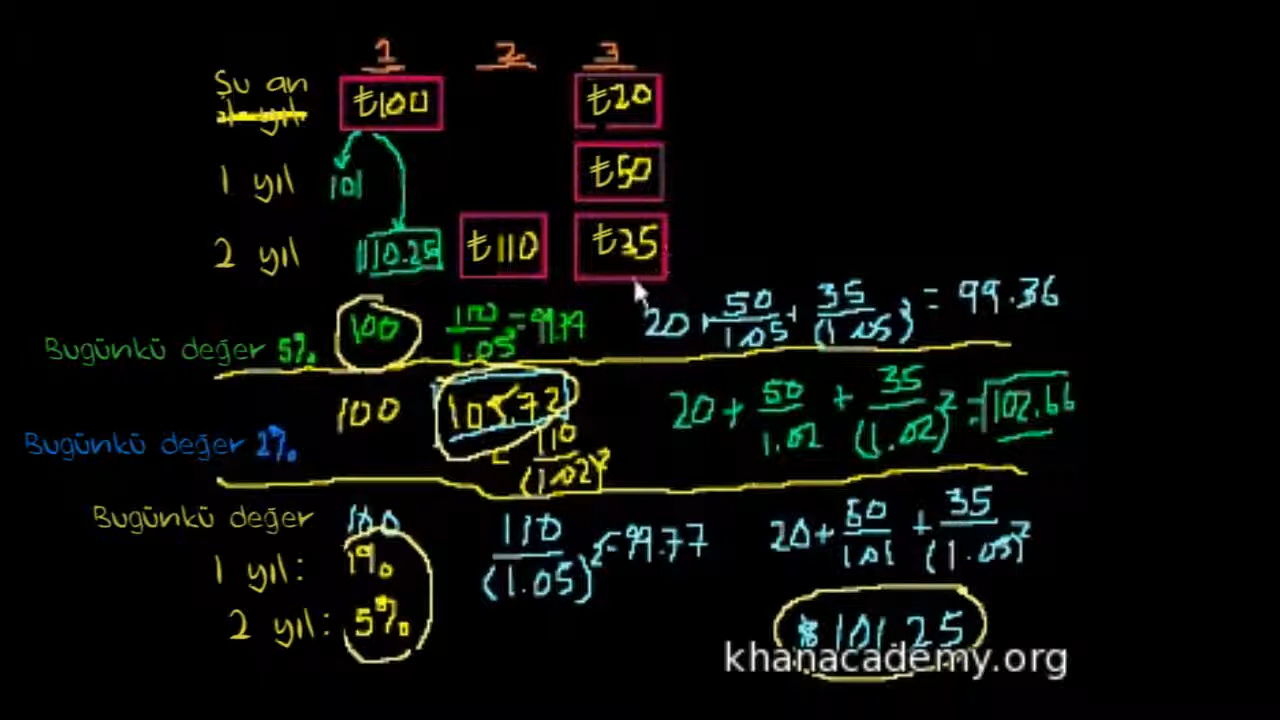 1 2 3
Şu an ₺100 ₺20
1 yıl 101 ₺50
2 yıl 110.25 ₺110 ₺35
Bugünkü değer 5% 100 110/1.05² = 99.77 20 + 50/1.05 + 35/(1.05)² = 99.36
Bugünkü değer 2% 100 105.72 20 + 50/1.02 + 35/(1.02)² = 102.66
= 110/(1.02)²
Bugünkü değer 100 110/(1.05)² = 99.77 20 + 50/1.01 + 35/(1.05)²
1 yıl: 1%
2 yıl: 5% $101.25
khanacademy.org